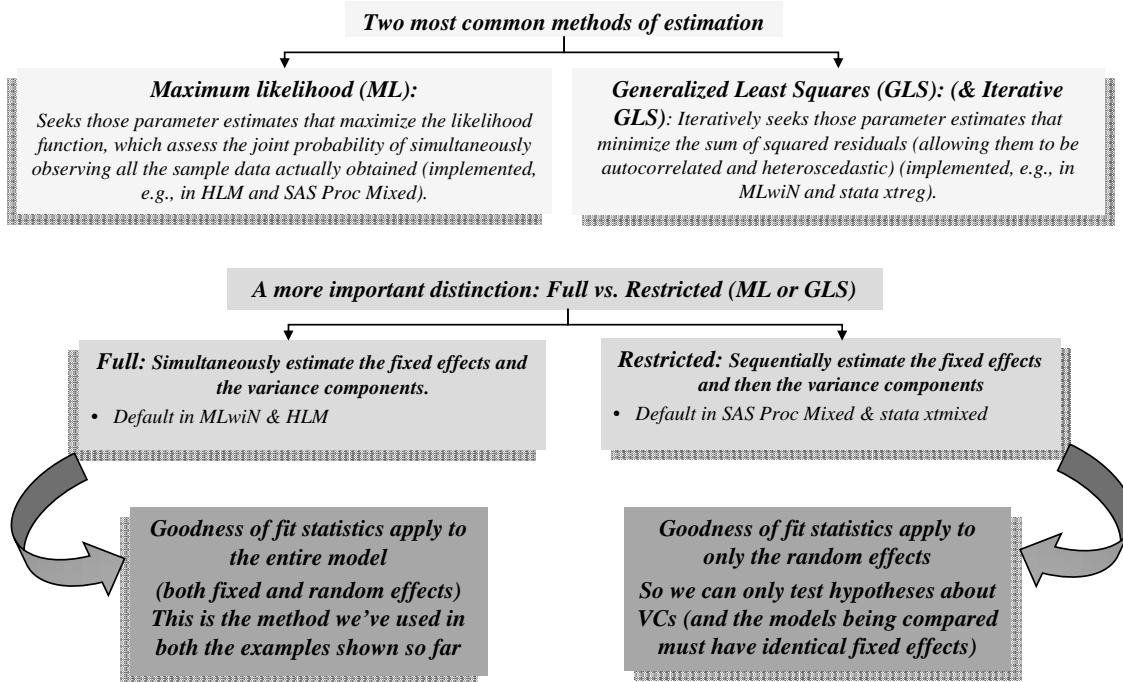 Two most common methods of estimation
Maximum likelihood (ML):
Seeks those parameter estimates that maximize the likelihood
function, which assess the joint probability of simultaneously
observing all the sample data actually obtained (implemented,
e.g., in HLM and SAS Proc Mixed).
Generalized Least Squares (GLS): (& Iterative
GLS): Iteratively seeks those parameter estimates that
minimize the sum of squared residuals (allowing them to be
autocorrelated and heteroscedastic) (implemented, e.g., in
MLwiN and stata xtreg).
A more important distinction: Full vs. Restricted (ML or GLS)
Full: Simultaneously estimate the fixed effects and
the variance components.
• Default in MLwiN & HLM
Restricted: Sequentially estimate the fixed effects
and then the variance components
• Default in SAS Proc Mixed & stata xtmixed
Goodness of fit statistics apply to
the entire model
(both fixed and random effects)
This is the method we've used in
both the examples shown so far
Goodness of fit statistics apply to
only the random effects
So we can only test hypotheses about
VCs (and the models being compared
must have identical fixed effects)